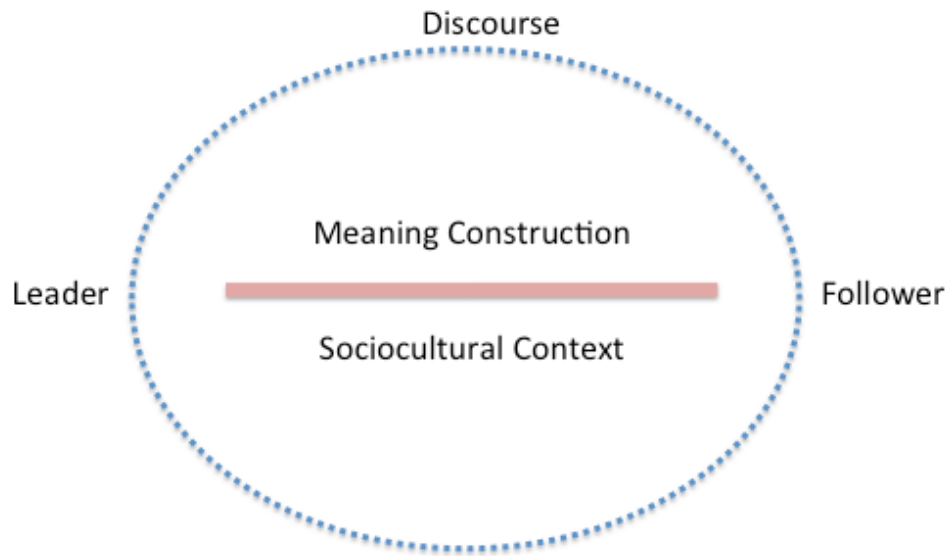 Discourse
Meaning Construction
Leader
Follower
Sociocultural Context